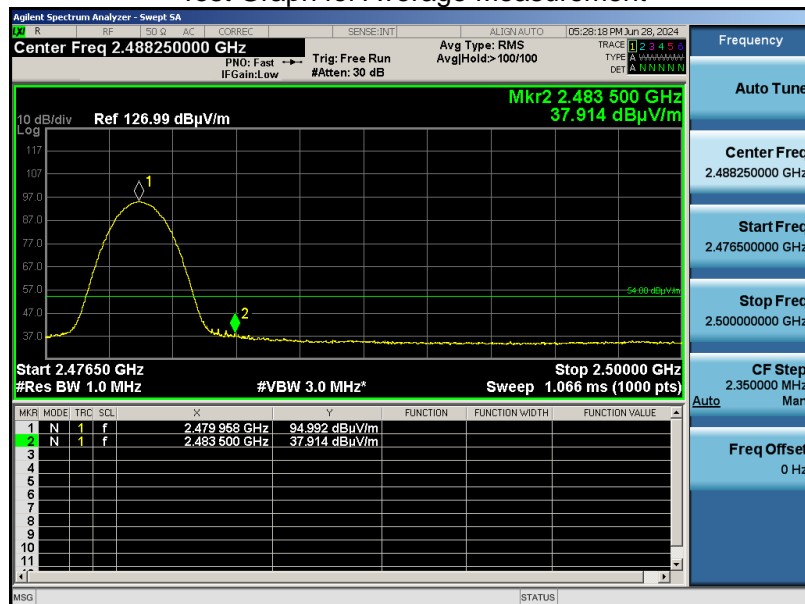 Test Graph for Average Measurement
Agilent Spectrum Analyzer - Swept SA
LXI R RF 50 Ω AC CORREC SENSE:INT ALIGN AUTO 05:28:18 PM Jun 28, 2024
Center Freq 2.488250000 GHz
PNO: Fast
IFGain:Low
Trig: Free Run
#Atten: 30 dB
Avg Type: RMS
Avg|Hold:>100/100
TRACE 1 2 3 4 5 6
TYPE A WWWWW
DET A N N N N N
Mkr2 2.483 500 GHz
37.914 dBµV/m
10 dB/div Ref 126.99 dBµV/m
Log
117
107
97.0
87.0
77.0
67.0
57.0
47.0
37.0
1
2
54.00 dBµV/m
Start 2.47650 GHz Stop 2.50000 GHz
#Res BW 1.0 MHz #VBW 3.0 MHz* Sweep 1.066 ms (1000 pts)
MKR MODE TRC SCL X Y FUNCTION FUNCTION WIDTH FUNCTION VALUE
1 N 1 f 2.479 958 GHz 94.992 dBµV/m
2 N 1 f 2.483 500 GHz 37.914 dBµV/m
3
4
5
6
7
8
9
10
11
MSG STATUS
Frequency
Auto Tune
Center Freq
2.488250000 GHz
Start Freq
2.476500000 GHz
Stop Freq
2.500000000 GHz
CF Step
2.350000 MHz
Auto Man
Freq Offset
0 Hz